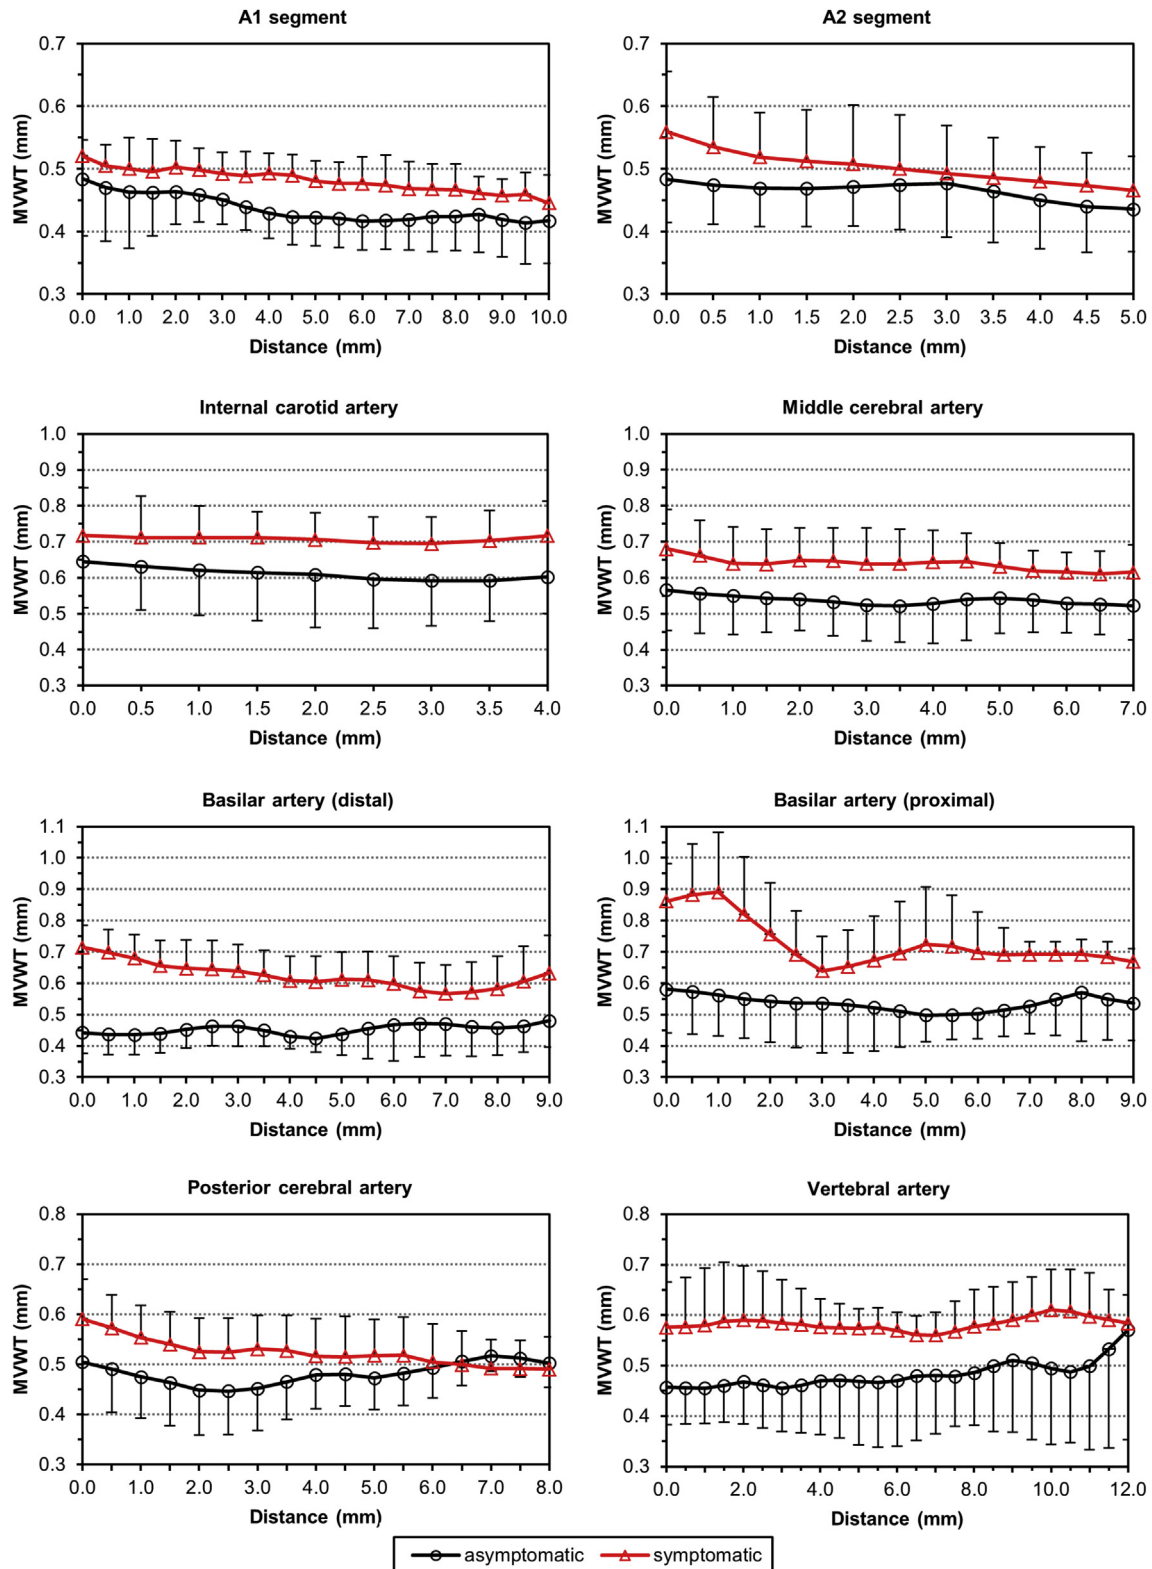 A1 segment
0.7
0.6
0.5
0.4
0.3
MVWT (mm)
0.0 1.0 2.0 3.0 4.0 5.0 6.0 7.0 8.0 9.0 10.0
Distance (mm)
A2 segment
0.7
0.6
0.5
0.4
0.3
MVWT (mm)
0.0 0.5 1.0 1.5 2.0 2.5 3.0 3.5 4.0 4.5 5.0
Distance (mm)
Internal carotid artery
1.0
0.9
0.8
0.7
0.6
0.5
0.4
0.3
MVWT (mm)
0.0 0.5 1.0 1.5 2.0 2.5 3.0 3.5 4.0
Distance (mm)
Middle cerebral artery
1.0
0.9
0.8
0.7
0.6
0.5
0.4
0.3
MVWT (mm)
0.0 1.0 2.0 3.0 4.0 5.0 6.0 7.0
Distance (mm)
Basilar artery (distal)
1.1
1.0
0.9
0.8
0.7
0.6
0.5
0.4
0.3
MVWT (mm)
0.0 1.0 2.0 3.0 4.0 5.0 6.0 7.0 8.0 9.0
Distance (mm)
Basilar artery (proximal)
1.1
1.0
0.9
0.8
0.7
0.6
0.5
0.4
0.3
MVWT (mm)
0.0 1.0 2.0 3.0 4.0 5.0 6.0 7.0 8.0 9.0
Distance (mm)
Posterior cerebral artery
0.8
0.7
0.6
0.5
0.4
0.3
MVWT (mm)
0.0 1.0 2.0 3.0 4.0 5.0 6.0 7.0 8.0
Distance (mm)
Vertebral artery
0.8
0.7
0.6
0.5
0.4
0.3
MVWT (mm)
0.0 2.0 4.0 6.0 8.0 10.0 12.0
Distance (mm)
asymptomatic symptomatic